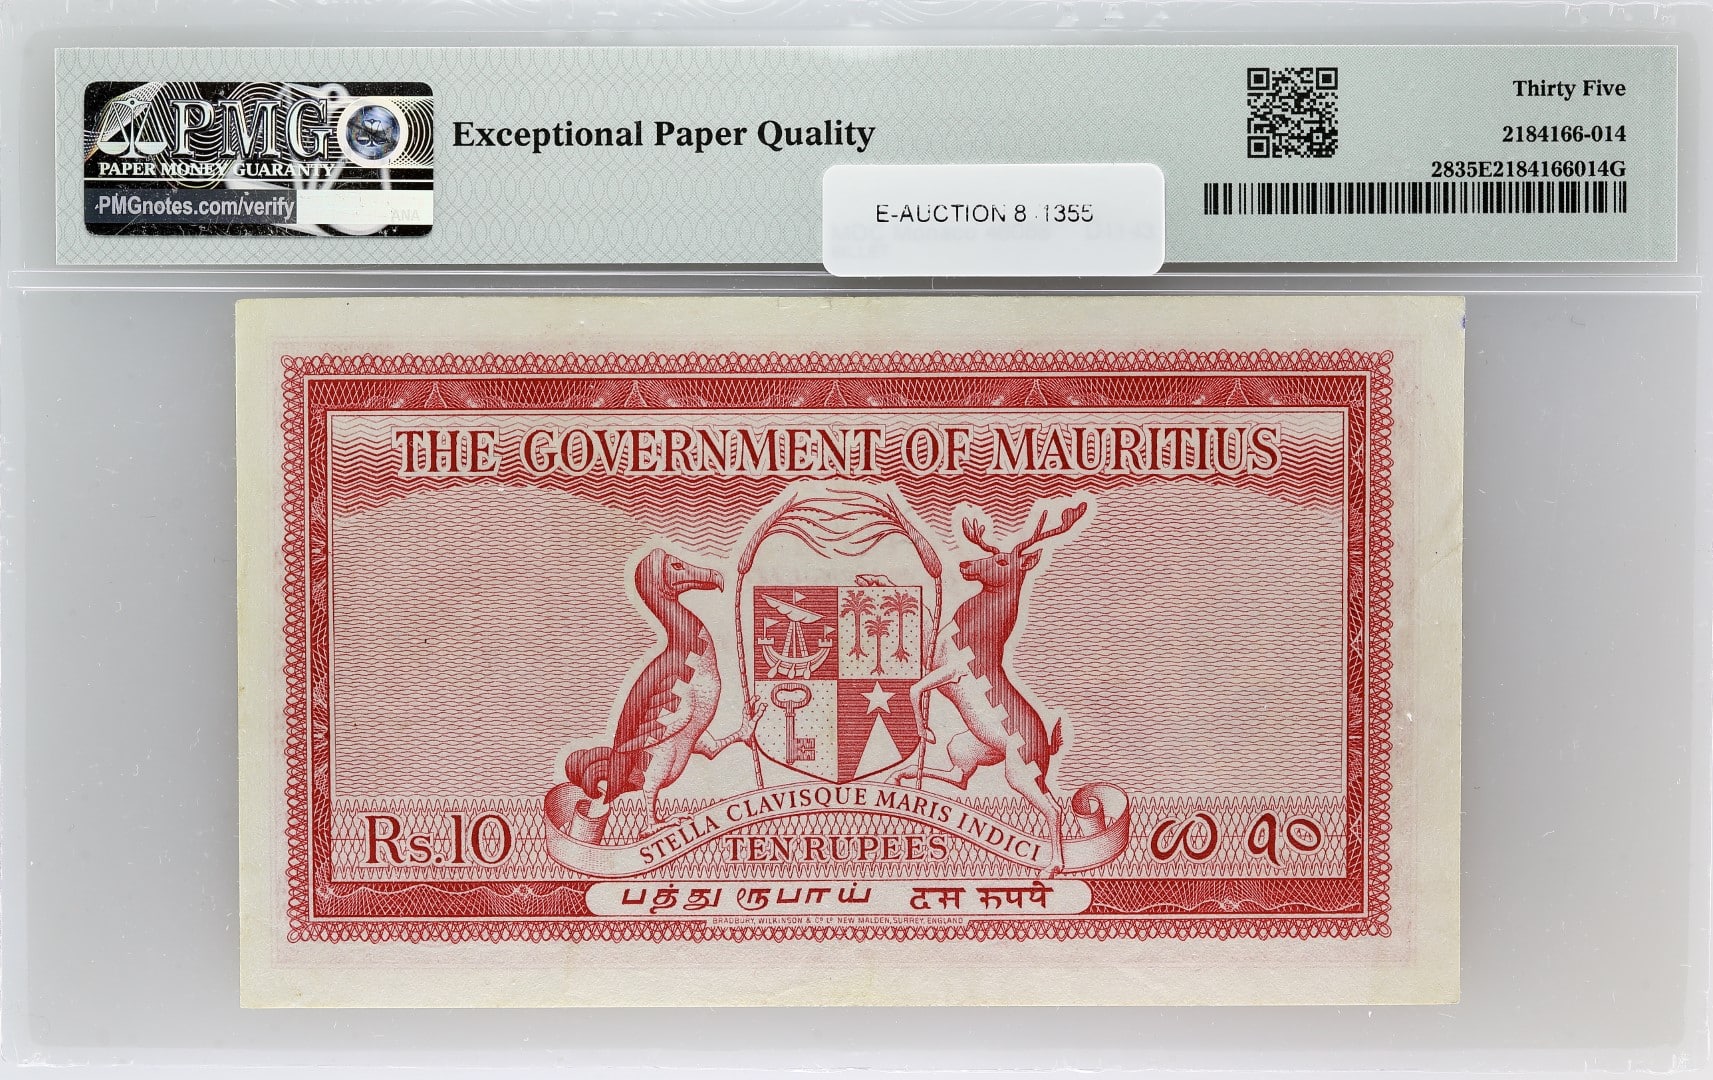 PMG
PAPER MONEY GUARANTY
PMGnotes.com/verify
ANA
Exceptional Paper Quality
Thirty Five
2184166-014
2835E2184166014G
E-AUCTION 8 1355
THE GOVERNMENT OF MAURITIUS
STELLA CLAVISQUE MARIS INDICI
Rs.10
TEN RUPEES
१०
பத்து ரூபாய் दस रुपये
BRADBURY, WILKINSON & Co Ld NEW MALDEN, SURREY, ENGLAND